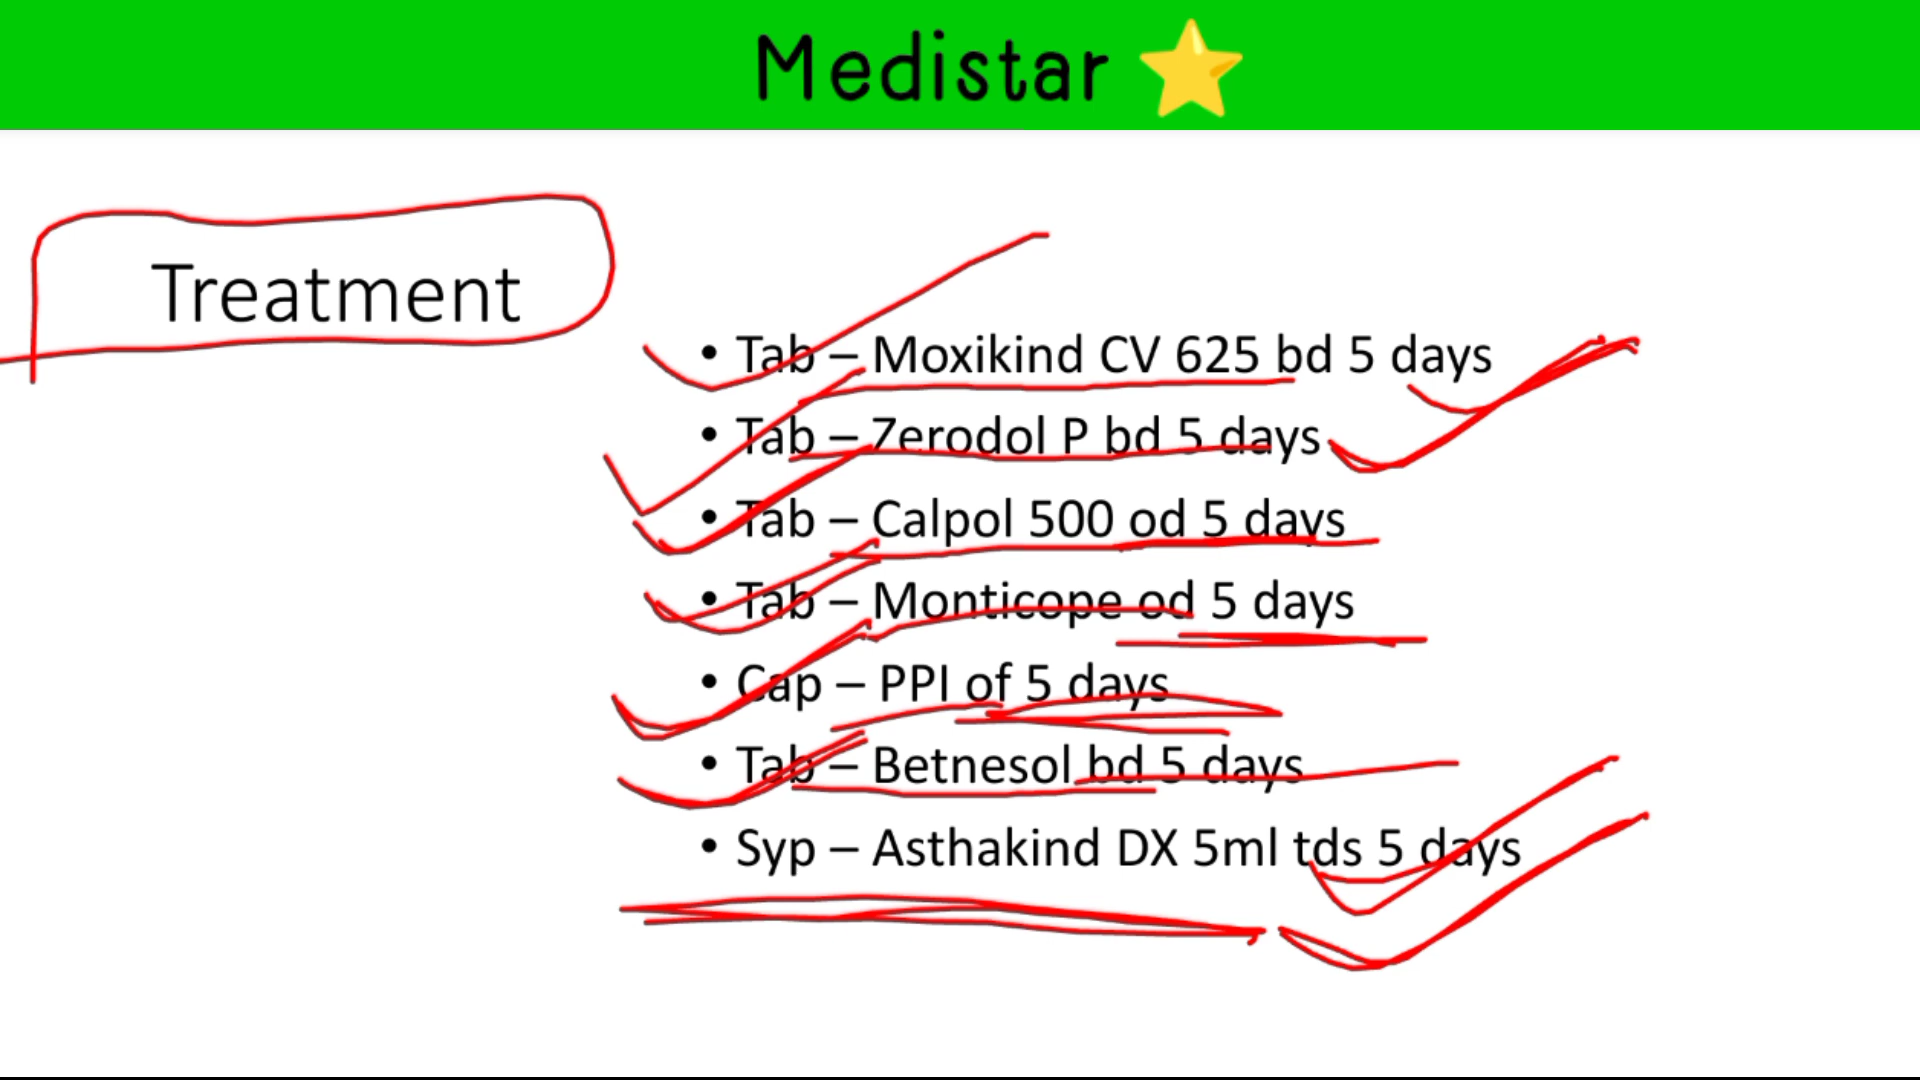 Medistar
Treatment
• Tab – Moxikind CV 625 bd 5 days
• Tab – Zerodol P bd 5 days
• Tab – Calpol 500 od 5 days
• Tab – Monticope od 5 days
• Cap – PPI of 5 days
• Tab – Betnesol bd 5 days
• Syp – Asthakind DX 5ml tds 5 days